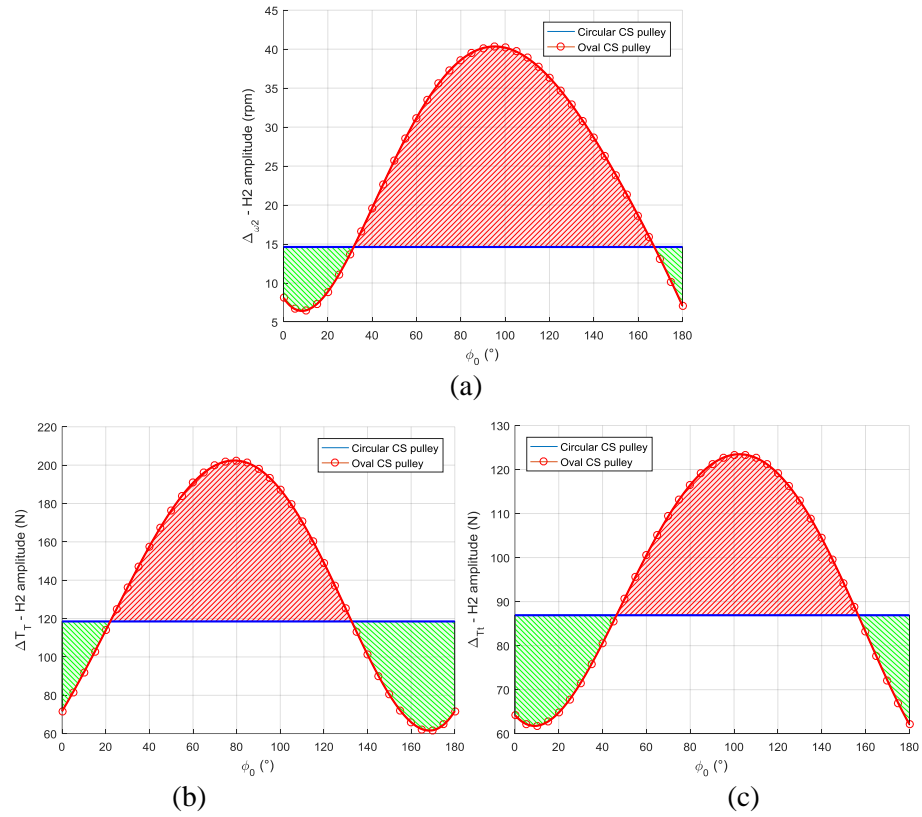 Circular CS pulley
Oval CS pulley
Δω2 - H2 amplitude (rpm)
40
35
30
25
20
15
10
5
0 20 40 60 80 100 120 140 160 180
ϕ0 (°)
(a)
Circular CS pulley
Oval CS pulley
ΔTT - H2 amplitude (N)
220
200
180
160
140
120
100
80
60
0 20 40 60 80 100 120 140 160 180
ϕ0 (°)
(b)
Circular CS pulley
Oval CS pulley
ΔTt - H2 amplitude (N)
130
120
110
100
90
80
70
60
0 20 40 60 80 100 120 140 160 180
ϕ0 (°)
(c)